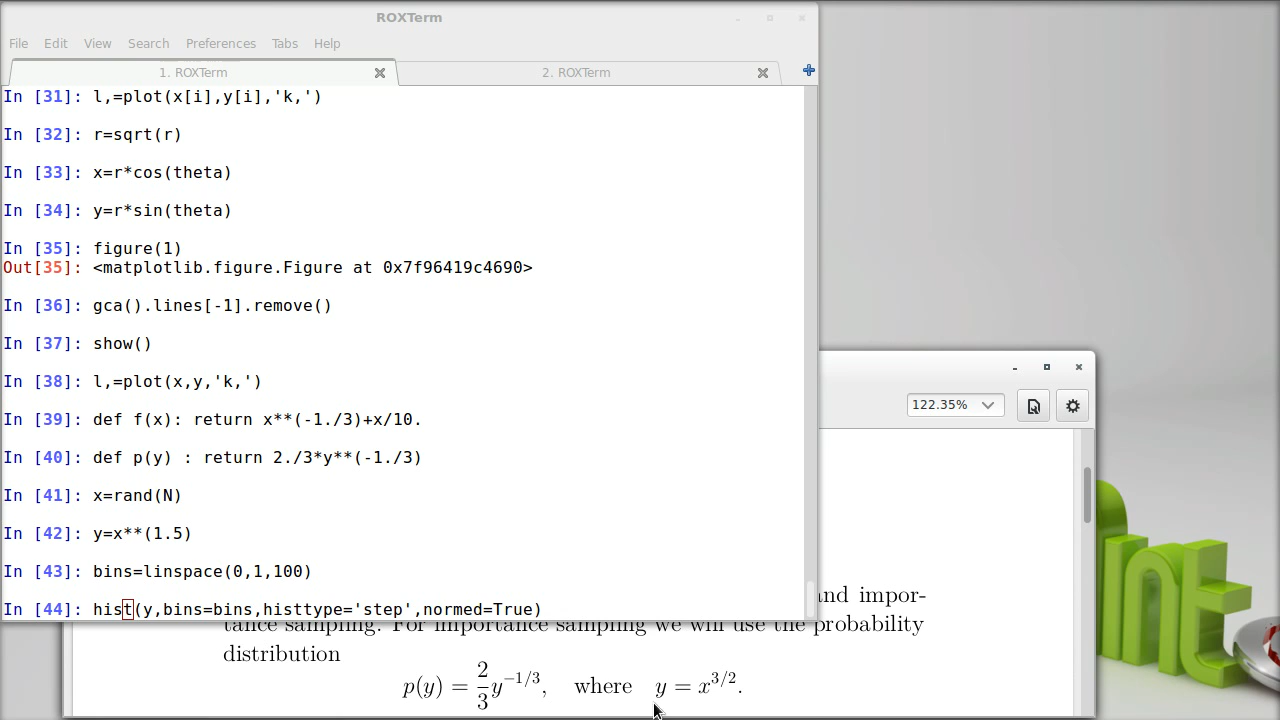 ROXTerm
File Edit View Search Preferences Tabs Help
1. ROXTerm 2. ROXTerm
In [31]: l,=plot(x[i],y[i],'k,')
In [32]: r=sqrt(r)
In [33]: x=r*cos(theta)
In [34]: y=r*sin(theta)
In [35]: figure(1)
Out[35]: <matplotlib.figure.Figure at 0x7f96419c4690>
In [36]: gca().lines[-1].remove()
In [37]: show()
In [38]: l,=plot(x,y,'k,')
In [39]: def f(x): return x**(-1./3)+x/10.
In [40]: def p(y) : return 2./3*y**(-1./3)
In [41]: x=rand(N)
In [42]: y=x**(1.5)
In [43]: bins=linspace(0,1,100)
In [44]: hist(y,bins=bins,histtype='step',normed=True)
122.35%
and impor-
tance sampling. For importance sampling we will use the probability
distribution
p(y) = 2/3 y^{-1/3}, where y = x^{3/2}.